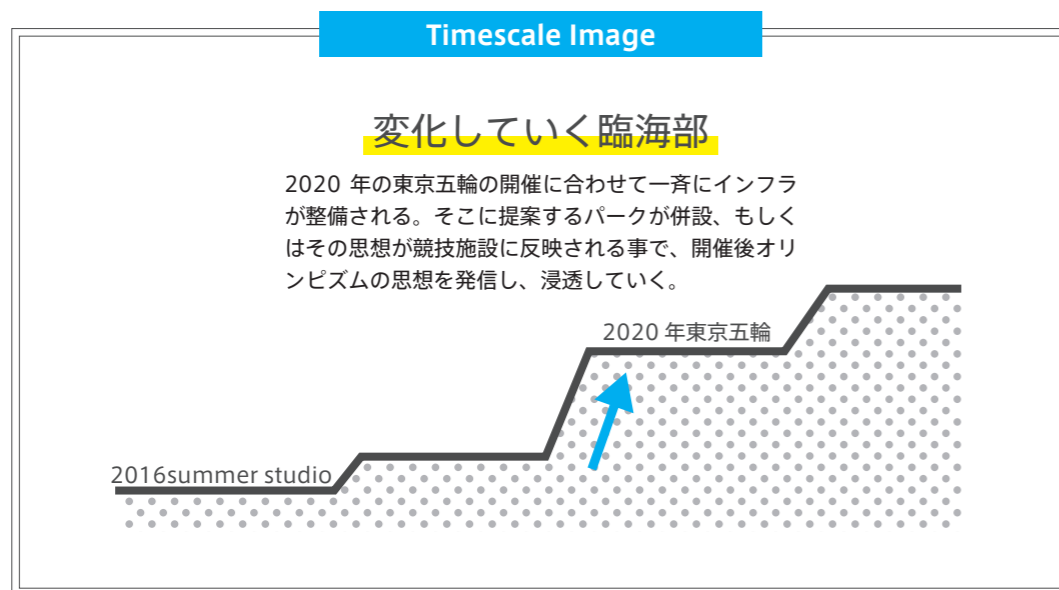 Timescale Image
変化していく臨海部
2020 年の東京五輪の開催に合わせて一斉にインフラ
が整備される。そこに提案するパークが併設、もしく
はその思想が競技施設に反映される事で、開催後オリ
ンピズムの思想を発信し、浸透していく。
2020 年東京五輪
2016summer studio